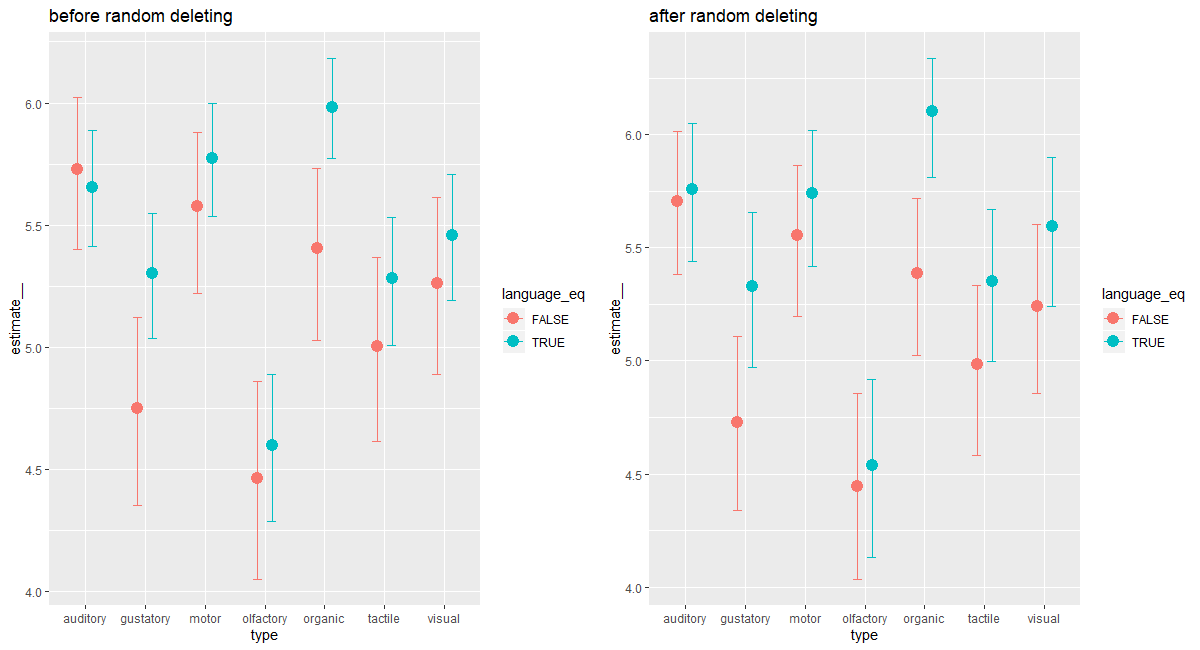 before random deleting
6.0
5.5
5.0
4.5
4.0
estimate__
auditory gustatory motor olfactory organic tactile visual
type
language_eq
FALSE
TRUE
after random deleting
6.0
5.5
5.0
4.5
4.0
estimate__
auditory gustatory motor olfactory organic tactile visual
type
language_eq
FALSE
TRUE